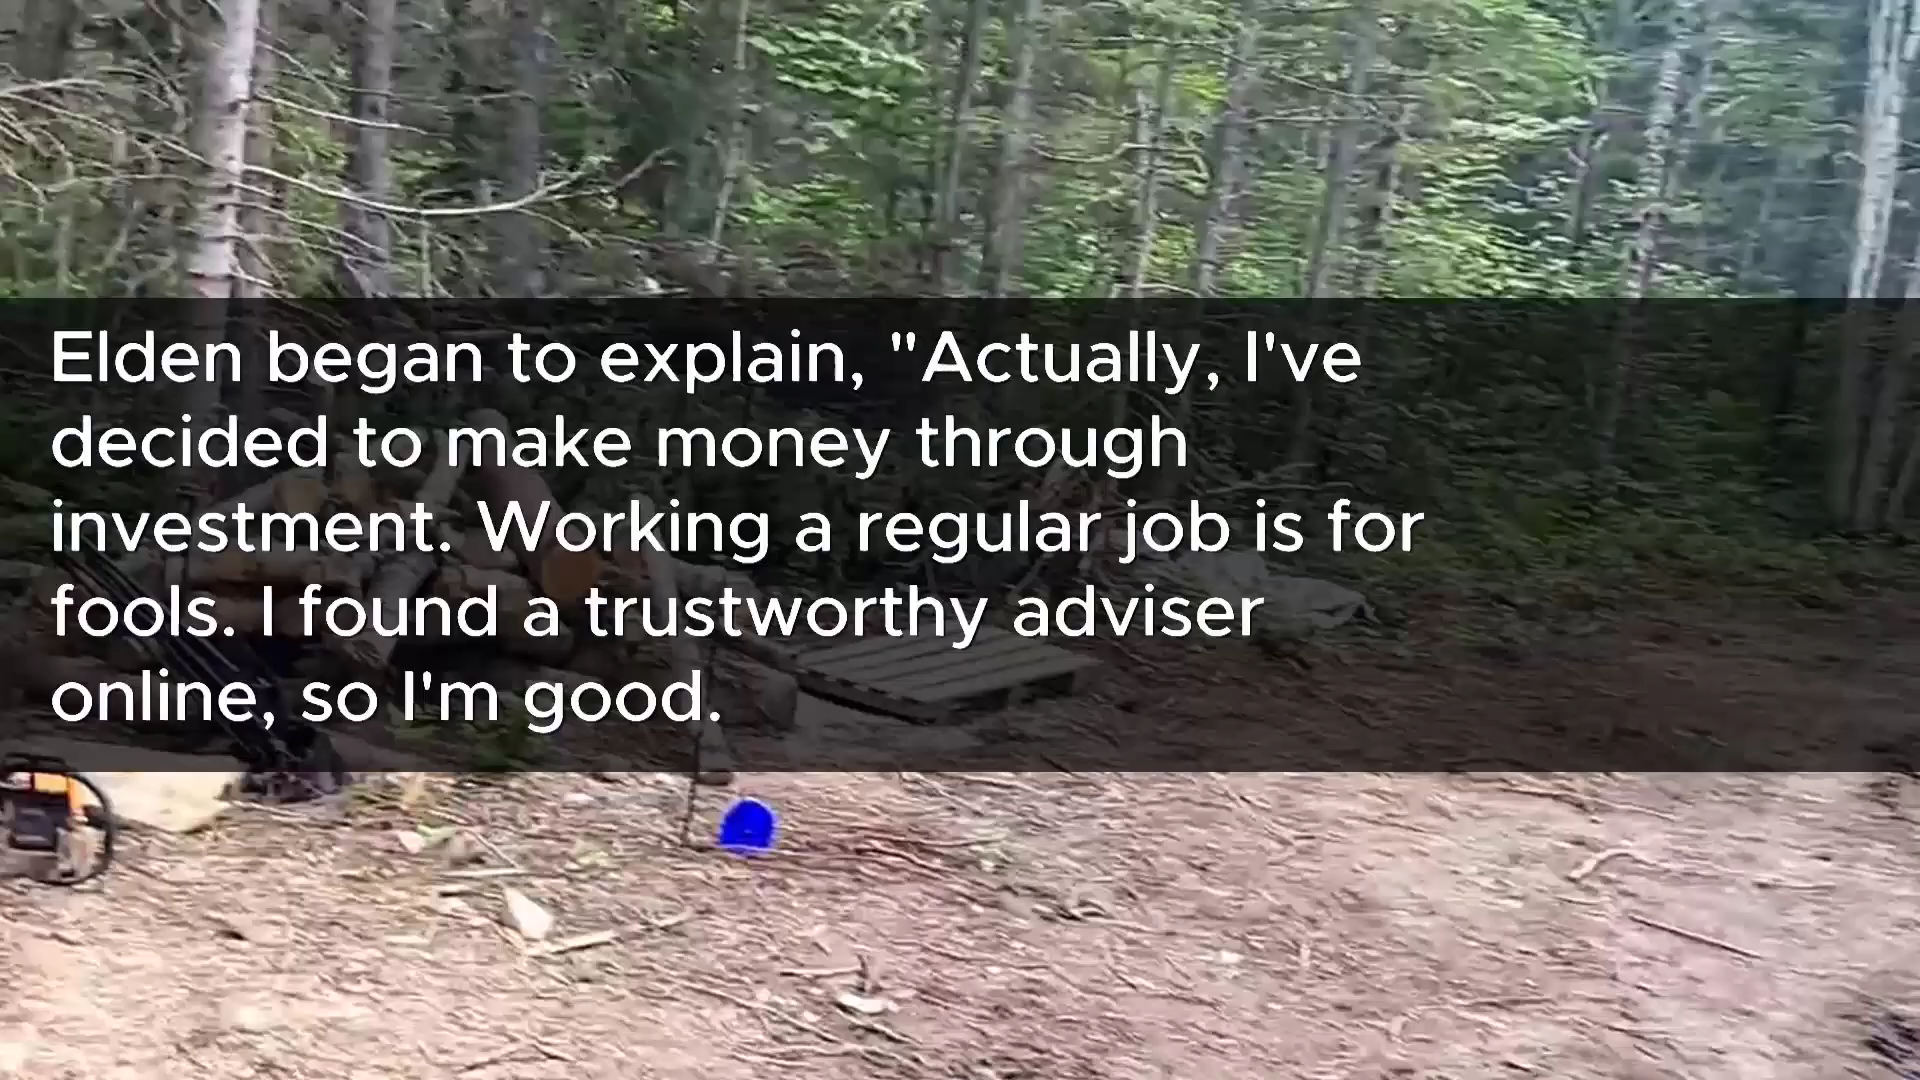 Elden began to explain, "Actually, I've
decided to make money through
investment. Working a regular job is for
fools. I found a trustworthy adviser
online, so I'm good.